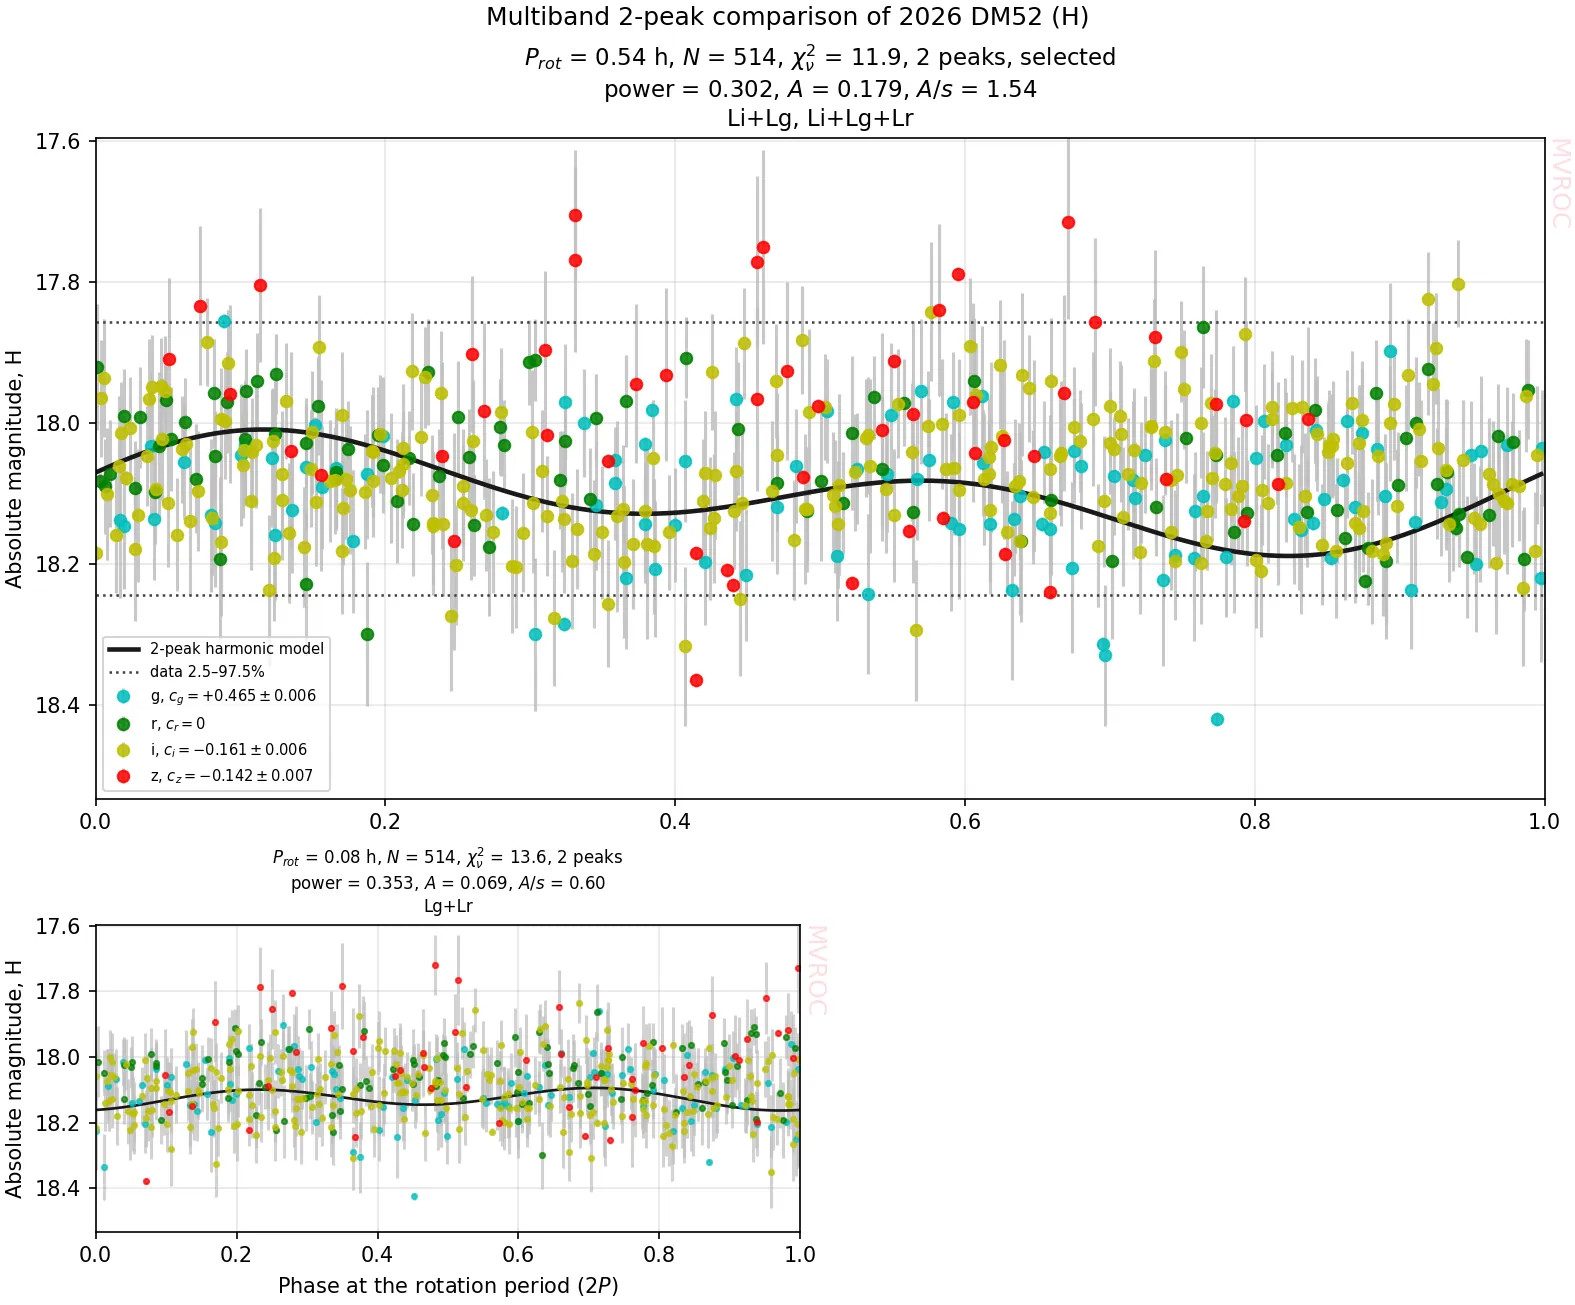 Multiband 2-peak comparison of 2026 DM52 (H)
P_rot = 0.54 h, N = 514, χ²_ν = 11.9, 2 peaks, selected
power = 0.302, A = 0.179, A/s = 1.54
Li+Lg, Li+Lg+Lr
MVROC
Absolute magnitude, H
17.6
17.8
18.0
18.2
18.4
2-peak harmonic model
data 2.5–97.5%
g, c_g = +0.465 ± 0.006
r, c_r = 0
i, c_i = −0.161 ± 0.006
z, c_z = −0.142 ± 0.007
0.0 0.2 0.4 0.6 0.8 1.0
P_rot = 0.08 h, N = 514, χ²_ν = 13.6, 2 peaks
power = 0.353, A = 0.069, A/s = 0.60
Lg+Lr
MVROC
Absolute magnitude, H
17.6
17.8
18.0
18.2
18.4
0.0 0.2 0.4 0.6 0.8 1.0
Phase at the rotation period (2P)